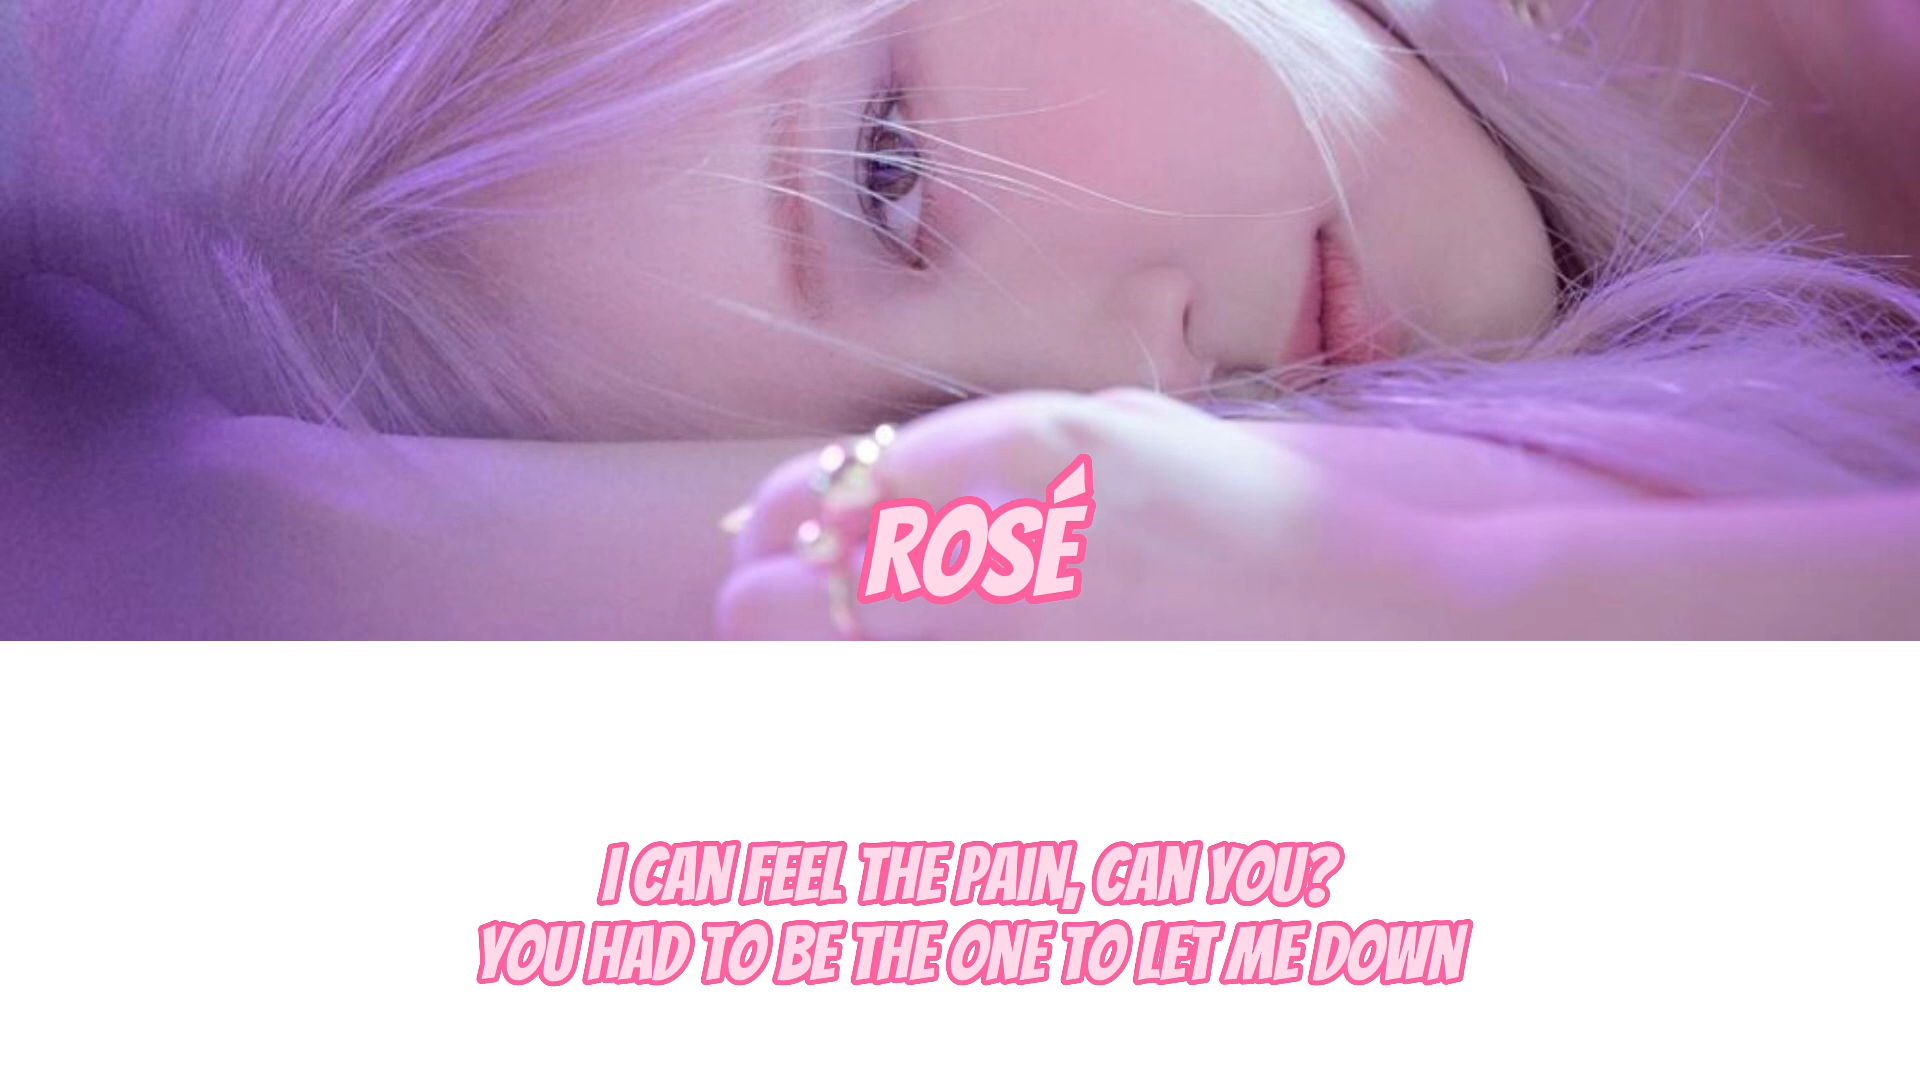 ROSÉ
I CAN FEEL THE PAIN, CAN YOU?
YOU HAD TO BE THE ONE TO LET ME DOWN